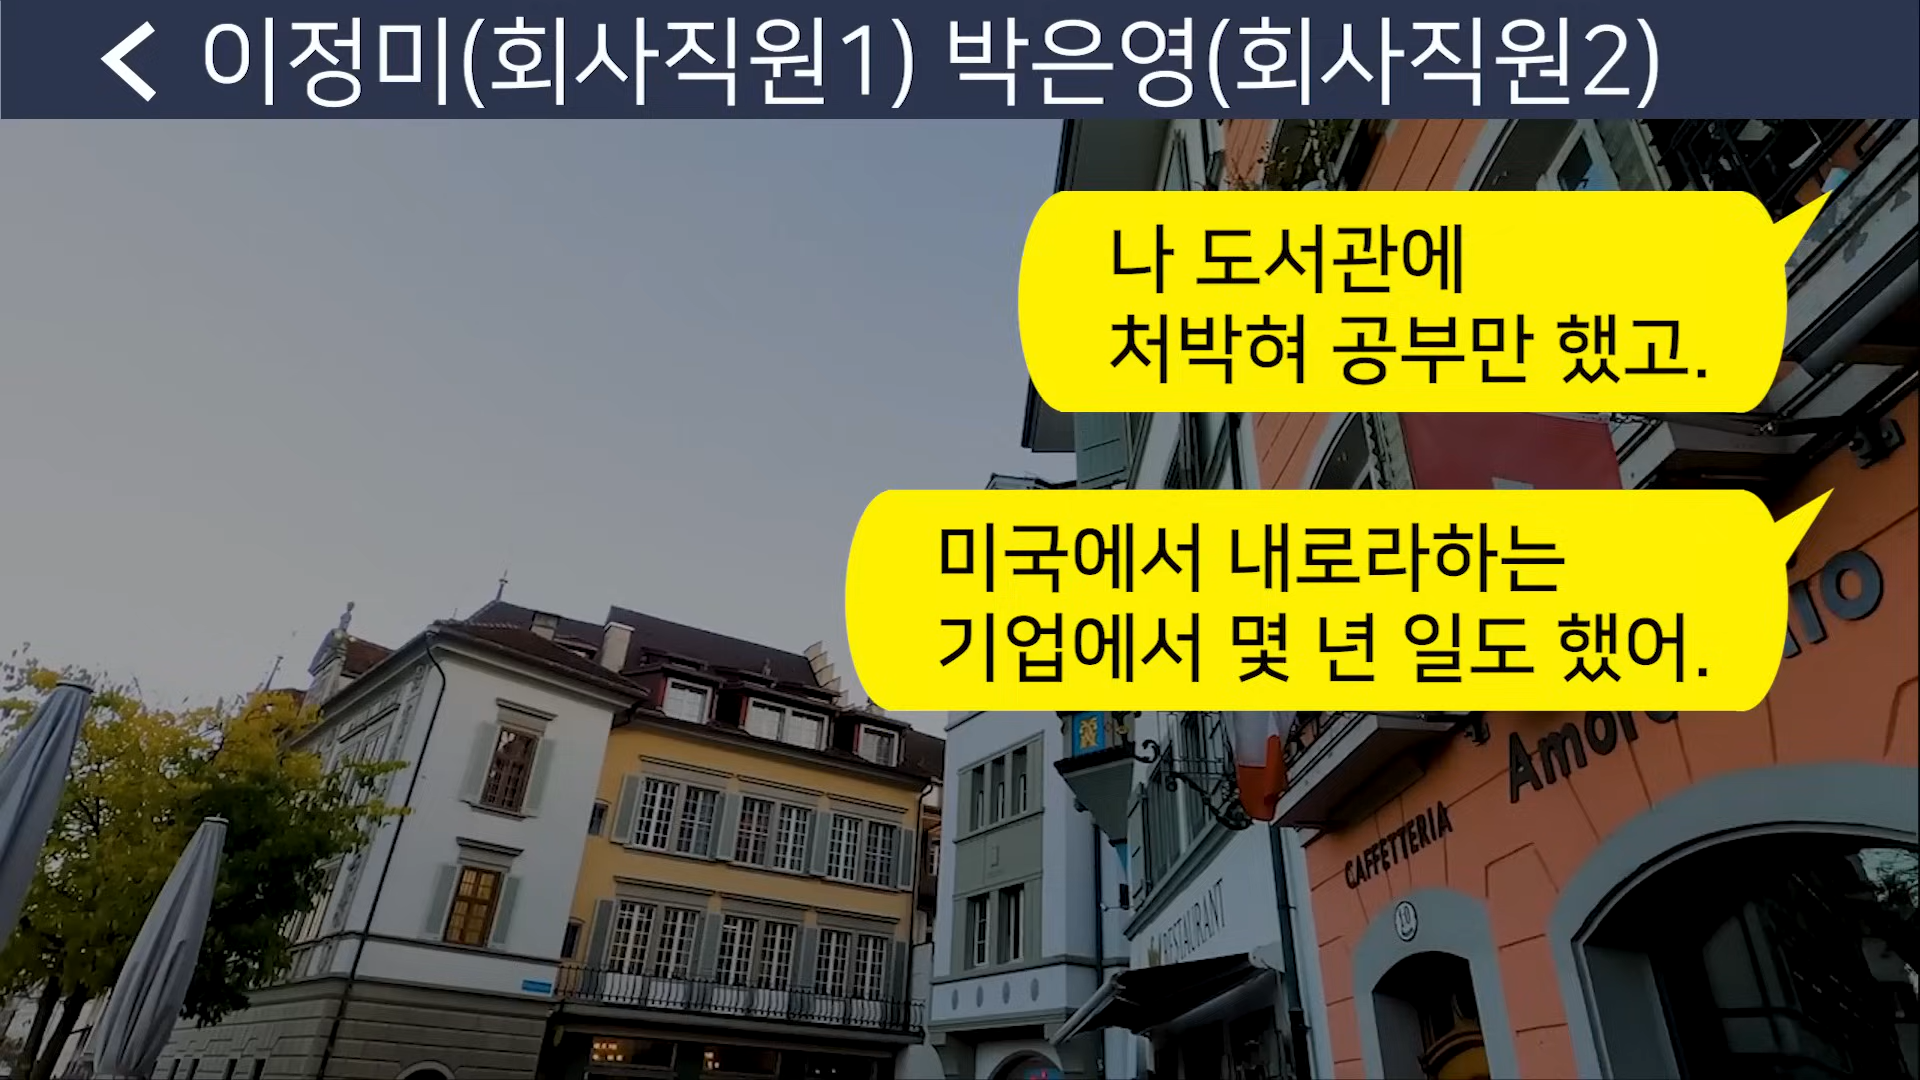 이정미(회사직원1) 박은영(회사직원2)
나 도서관에
처박혀 공부만 했고.
미국에서 내로라하는
기업에서 몇 년 일도 했어.
CAFFETTERIA
RESTAURANT
10